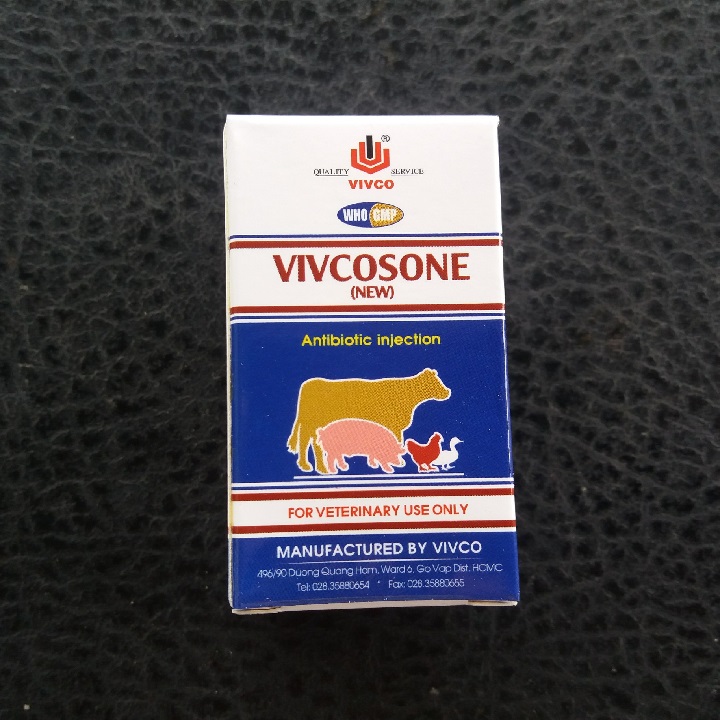 ®
QUALITY SERVICE
VIVCO
WHO GMP
VIVCOSONE
(NEW)
Antibiotic injection
FOR VETERINARY USE ONLY
MANUFACTURED BY VIVCO
496/90 Duong Quang Ham, Ward 6, Go Vap Dist. HCMC
Tel: 028.35880654 * Fax: 028.35880655